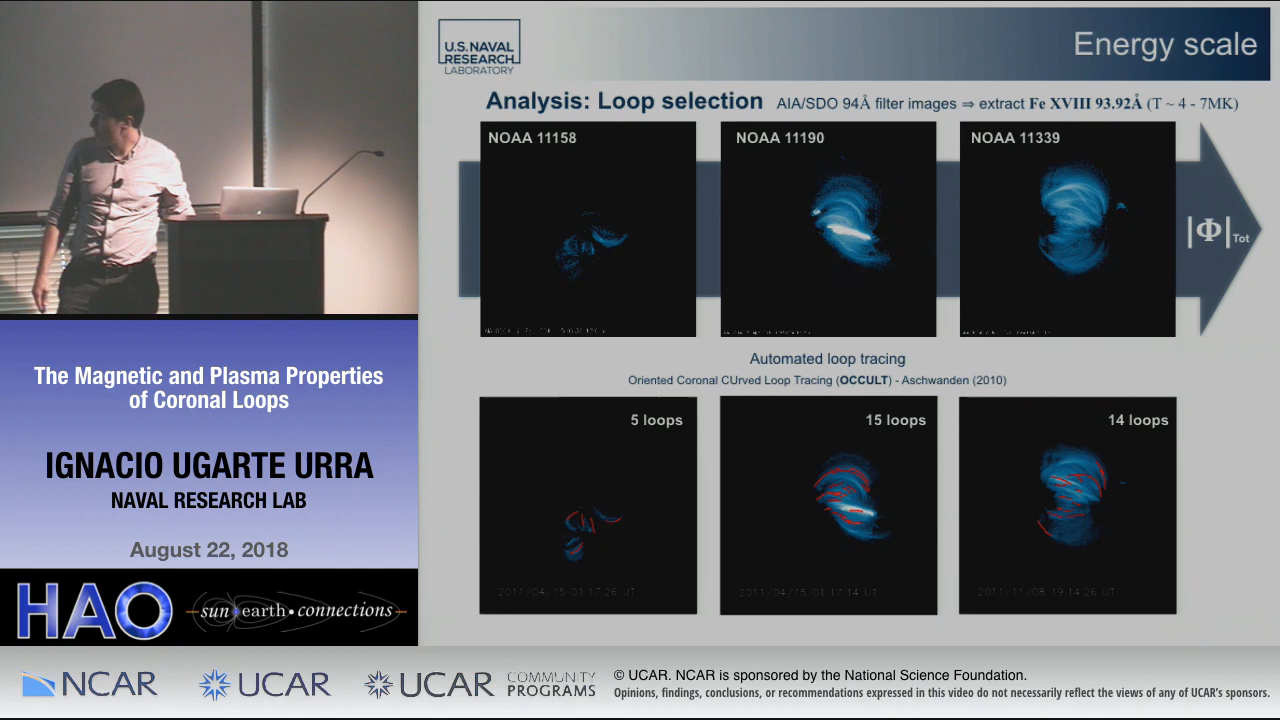 U.S. NAVAL
RESEARCH
LABORATORY
Energy scale
Analysis: Loop selection AIA/SDO 94Å filter images ⇒ extract Fe XVIII 93.92Å (T ~ 4 - 7MK)
NOAA 11158
NOAA 11190
NOAA 11339
|Φ|Tot
Automated loop tracing
Oriented Coronal CUrved Loop Tracing (OCCULT) - Aschwanden (2010)
5 loops
15 loops
14 loops
2011/04/15 01:17:26 UT
2011/04/15 01:17:14 UT
2011/11/08 19:14:26 UT
The Magnetic and Plasma Properties
of Coronal Loops
IGNACIO UGARTE URRA
NAVAL RESEARCH LAB
August 22, 2018
HAO
sun earth connections
NCAR
UCAR
UCAR
COMMUNITY
PROGRAMS
© UCAR. NCAR is sponsored by the National Science Foundation.
Opinions, findings, conclusions, or recommendations expressed in this video do not necessarily reflect the views of any of UCAR's sponsors.